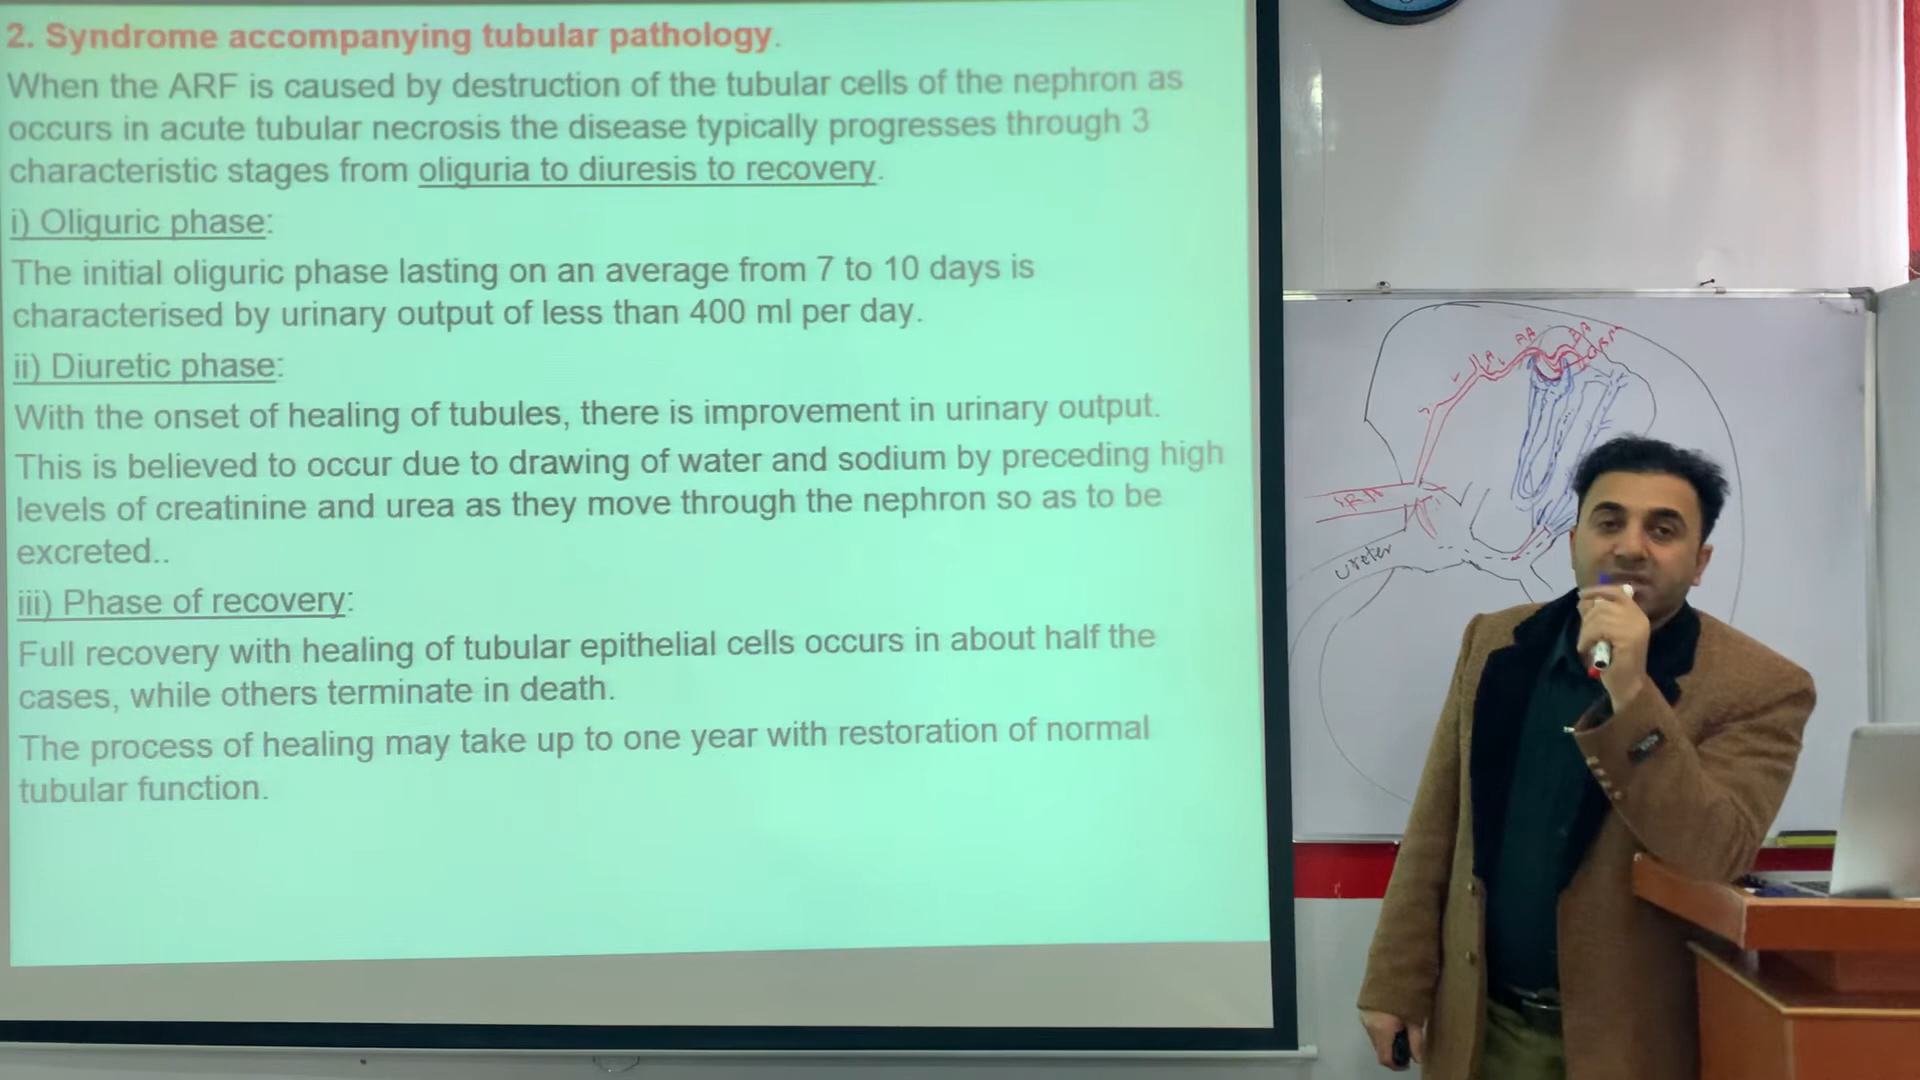 2. Syndrome accompanying tubular pathology.
When the ARF is caused by destruction of the tubular cells of the nephron as
occurs in acute tubular necrosis the disease typically progresses through 3
characteristic stages from oliguria to diuresis to recovery.
i) Oliguric phase:
The initial oliguric phase lasting on an average from 7 to 10 days is
characterised by urinary output of less than 400 ml per day.
ii) Diuretic phase:
With the onset of healing of tubules, there is improvement in urinary output.
This is believed to occur due to drawing of water and sodium by preceding high
levels of creatinine and urea as they move through the nephron so as to be
excreted..
iii) Phase of recovery:
Full recovery with healing of tubular epithelial cells occurs in about half the
cases, while others terminate in death.
The process of healing may take up to one year with restoration of normal
tubular function.
ureter